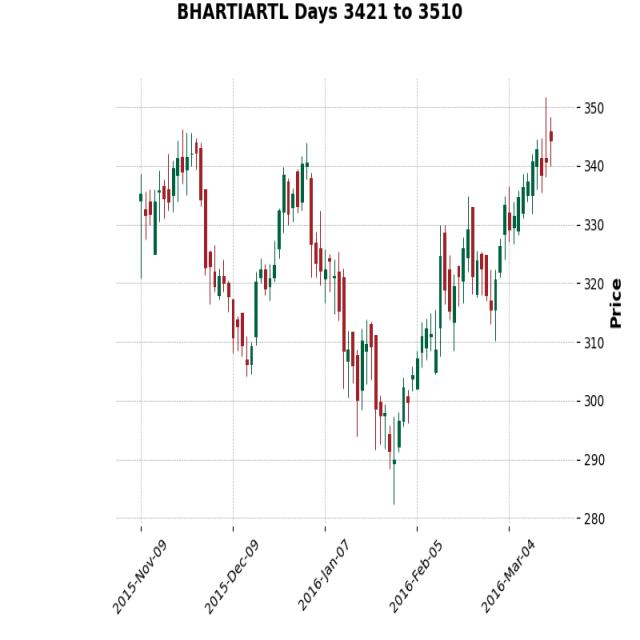 BHARTIARTL Days 3421 to 3510
350
340
330
320
310
300
290
280
Price
2015-Nov-09
2015-Dec-09
2016-Jan-07
2016-Feb-05
2016-Mar-04